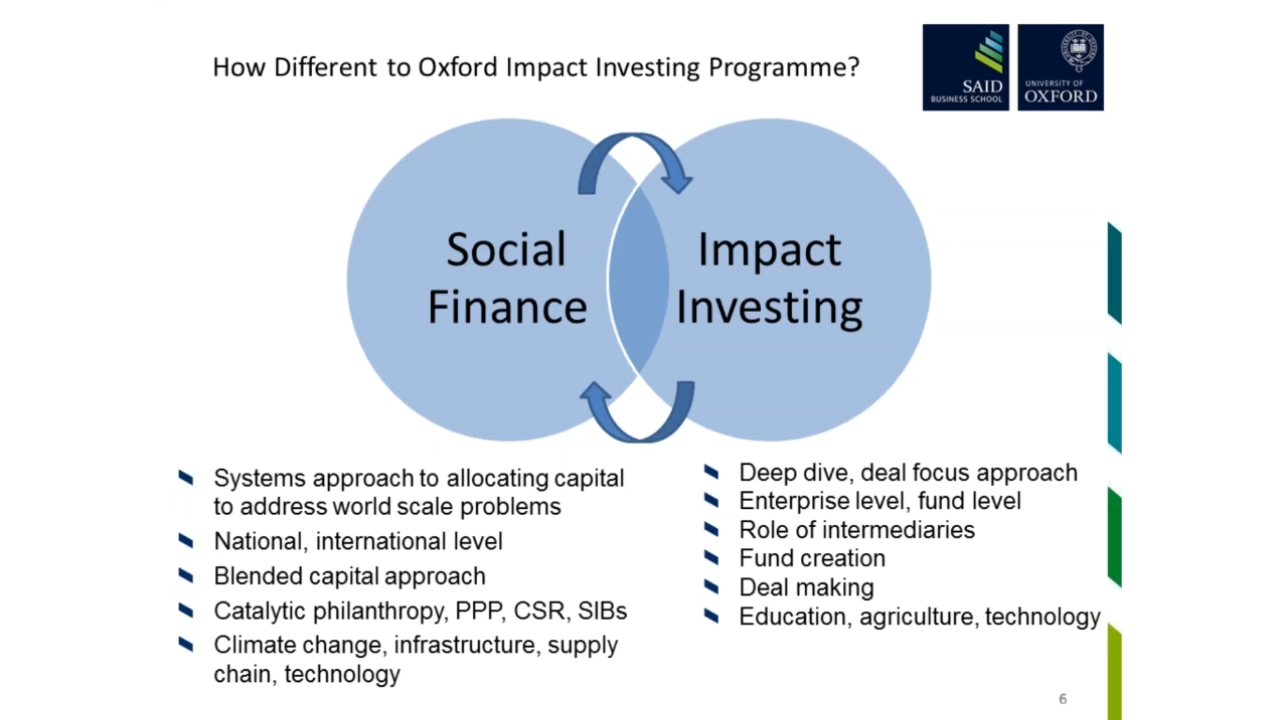 How Different to Oxford Impact Investing Programme?
SAID
BUSINESS SCHOOL
UNIVERSITY OF
OXFORD
Social
Finance
Impact
Investing
Systems approach to allocating capital
to address world scale problems
National, international level
Blended capital approach
Catalytic philanthropy, PPP, CSR, SIBs
Climate change, infrastructure, supply
chain, technology
Deep dive, deal focus approach
Enterprise level, fund level
Role of intermediaries
Fund creation
Deal making
Education, agriculture, technology
6